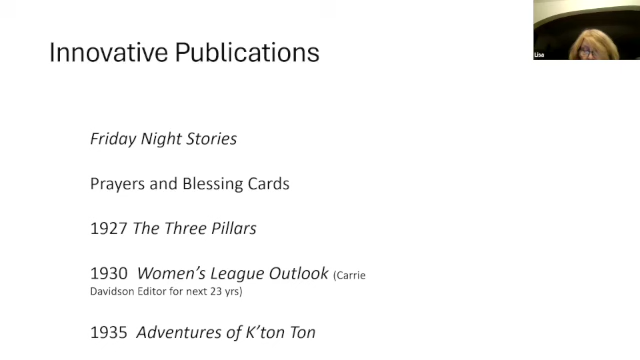 Innovative Publications
Lise
Friday Night Stories
Prayers and Blessing Cards
1927 The Three Pillars
1930 Women’s League Outlook (Carrie
Davidson Editor for next 23 yrs)
1935 Adventures of K’ton Ton